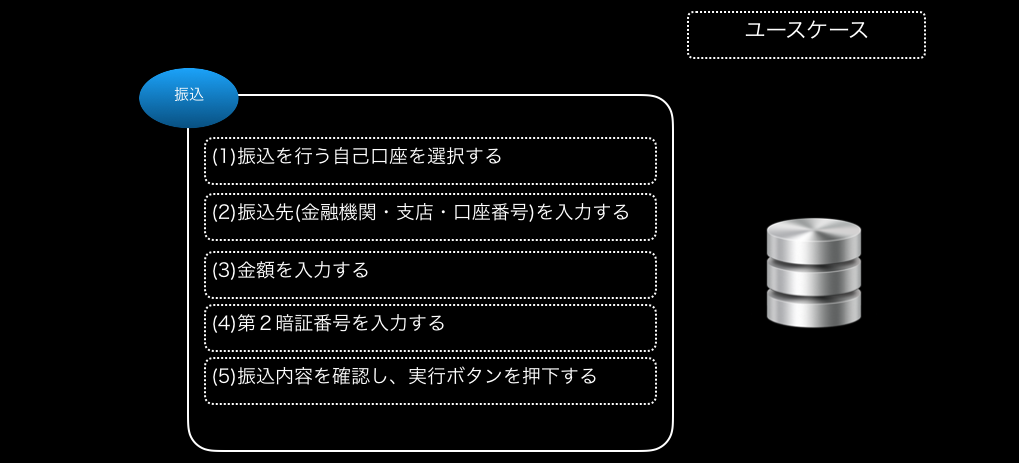 ユースケース
振込
(1)振込を行う自己口座を選択する
(2)振込先(金融機関・支店・口座番号)を入力する
(3)金額を入力する
(4)第２暗証番号を入力する
(5)振込内容を確認し、実行ボタンを押下する